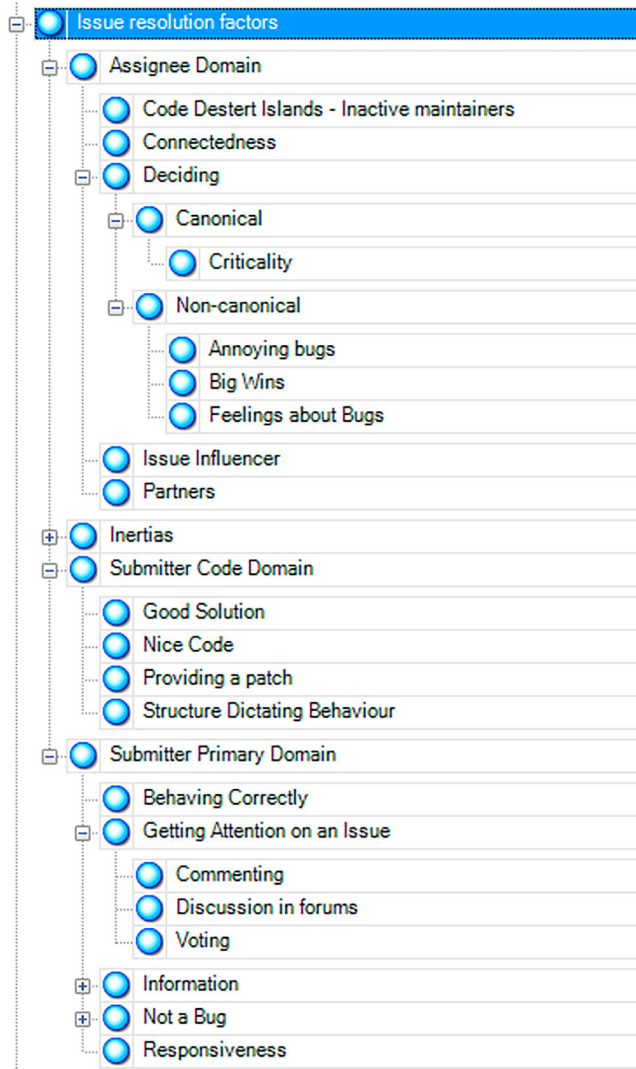 Issue resolution factors
Assignee Domain
Code Destert Islands - Inactive maintainers
Connectedness
Deciding
Canonical
Criticality
Non-canonical
Annoying bugs
Big Wins
Feelings about Bugs
Issue Influencer
Partners
Inertias
Submitter Code Domain
Good Solution
Nice Code
Providing a patch
Structure Dictating Behaviour
Submitter Primary Domain
Behaving Correctly
Getting Attention on an Issue
Commenting
Discussion in forums
Voting
Information
Not a Bug
Responsiveness